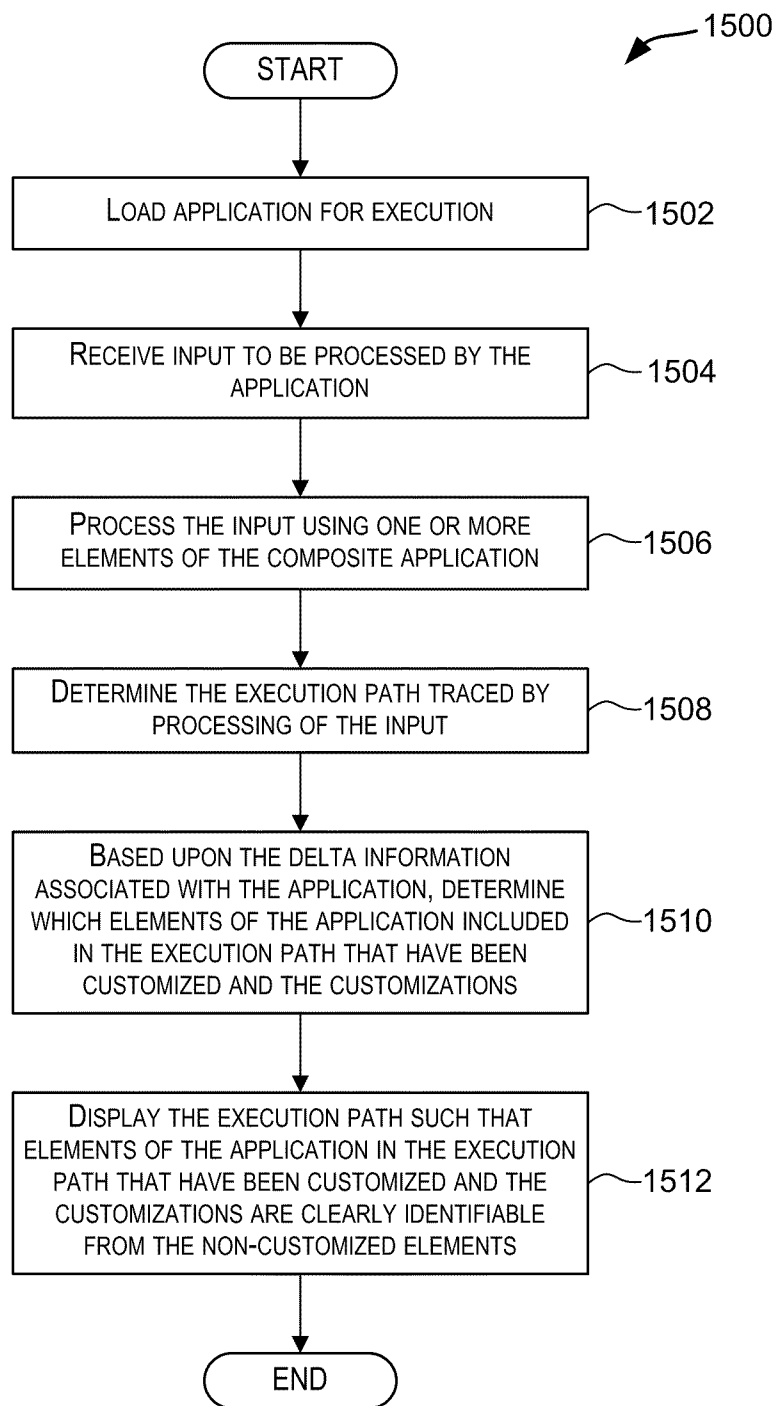 1500
START
LOAD APPLICATION FOR EXECUTION
1502
RECEIVE INPUT TO BE PROCESSED BY THE
APPLICATION
1504
PROCESS THE INPUT USING ONE OR MORE
ELEMENTS OF THE COMPOSITE APPLICATION
1506
DETERMINE THE EXECUTION PATH TRACED BY
PROCESSING OF THE INPUT
1508
BASED UPON THE DELTA INFORMATION
ASSOCIATED WITH THE APPLICATION, DETERMINE
WHICH ELEMENTS OF THE APPLICATION INCLUDED
IN THE EXECUTION PATH THAT HAVE BEEN
CUSTOMIZED AND THE CUSTOMIZATIONS
1510
DISPLAY THE EXECUTION PATH SUCH THAT
ELEMENTS OF THE APPLICATION IN THE EXECUTION
PATH THAT HAVE BEEN CUSTOMIZED AND THE
CUSTOMIZATIONS ARE CLEARLY IDENTIFIABLE
FROM THE NON-CUSTOMIZED ELEMENTS
1512
END